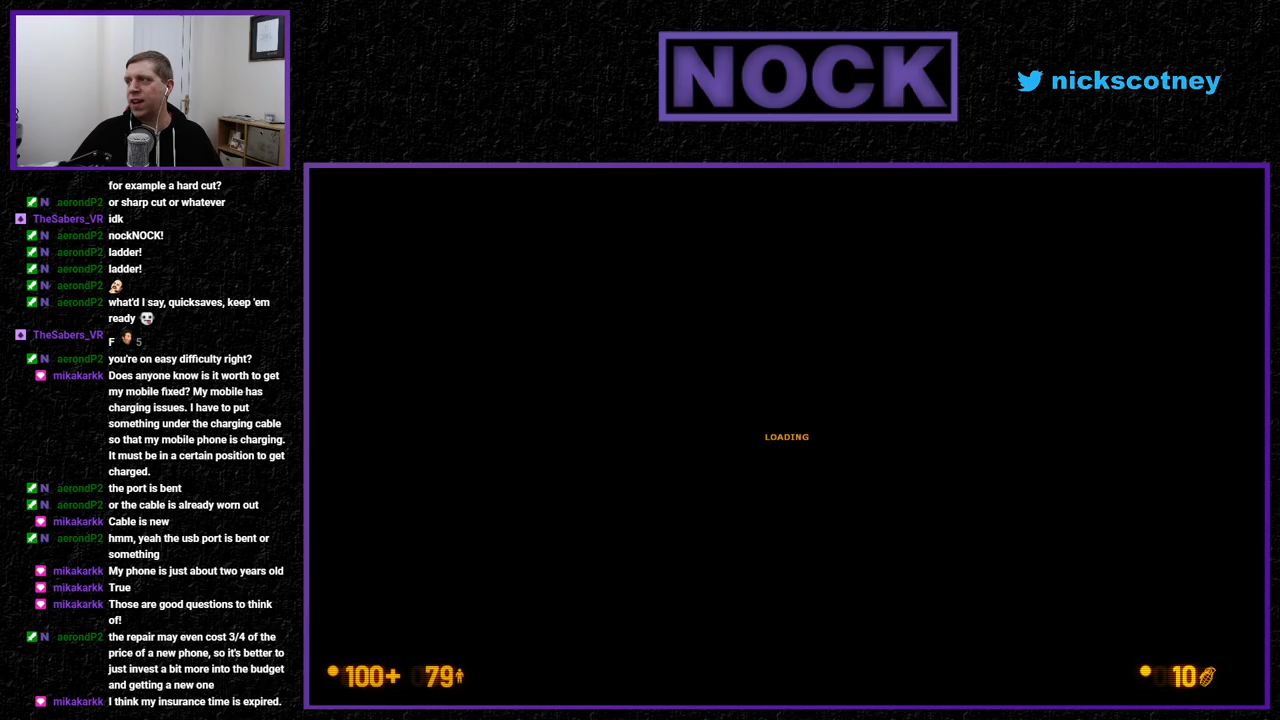 NOCK
nickscotney
for example a hard cut?
aerondP2 or sharp cut or whatever
TheSabers_VR idk
N aerondP2 nockNOCK!
N aerondP2 ladder!
N aerondP2 ladder!
N aerondP2
N aerondP2 what'd I say, quicksaves, keep 'em
ready
TheSabers_VR F 5
N aerondP2 you're on easy difficulty right?
mikakarkk Does anyone know is it worth to get
my mobile fixed? My mobile has
charging issues. I have to put
something under the charging cable
so that my mobile phone is charging.
It must be in a certain position to get
charged.
N aerondP2 the port is bent
N aerondP2 or the cable is already worn out
mikakarkk Cable is new
N aerondP2 hmm, yeah the usb port is bent or
something
mikakarkk My phone is just about two years old
mikakarkk True
mikakarkk Those are good questions to think
of!
N aerondP2 the repair may even cost 3/4 of the
price of a new phone, so it's better to
just invest a bit more into the budget
and getting a new one
mikakarkk I think my insurance time is expired.
LOADING
100+ 79
10